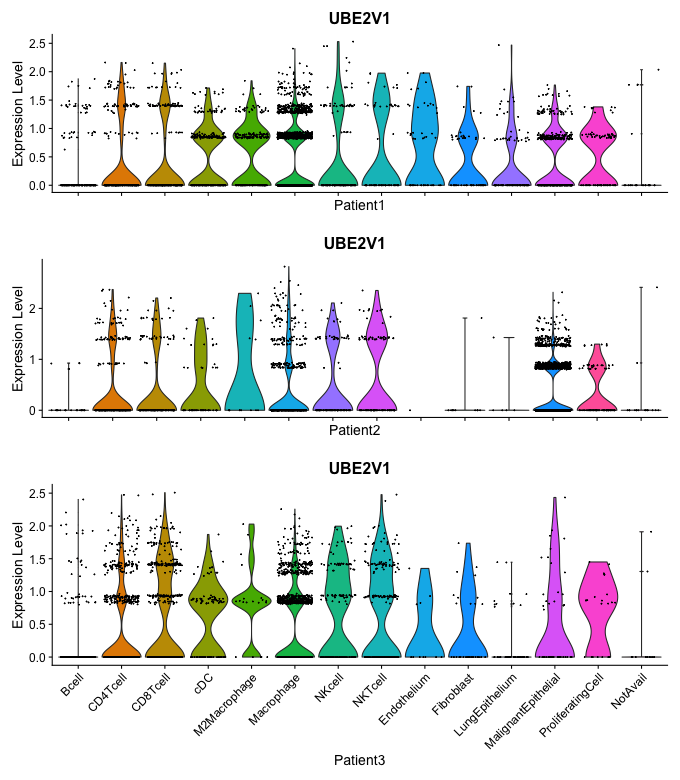 UBE2V1
Expression Level
2.5
2.0
1.5
1.0
0.5
0.0
Patient1
UBE2V1
Expression Level
2
1
0
Patient2
UBE2V1
Expression Level
2.5
2.0
1.5
1.0
0.5
0.0
Bcell
CD4Tcell
CD8Tcell
cDC
M2Macrophage
Macrophage
NKcell
NKTcell
Endothelium
Fibroblast
LungEpithelium
MalignantEpithelial
ProliferatingCell
NotAvail
Patient3